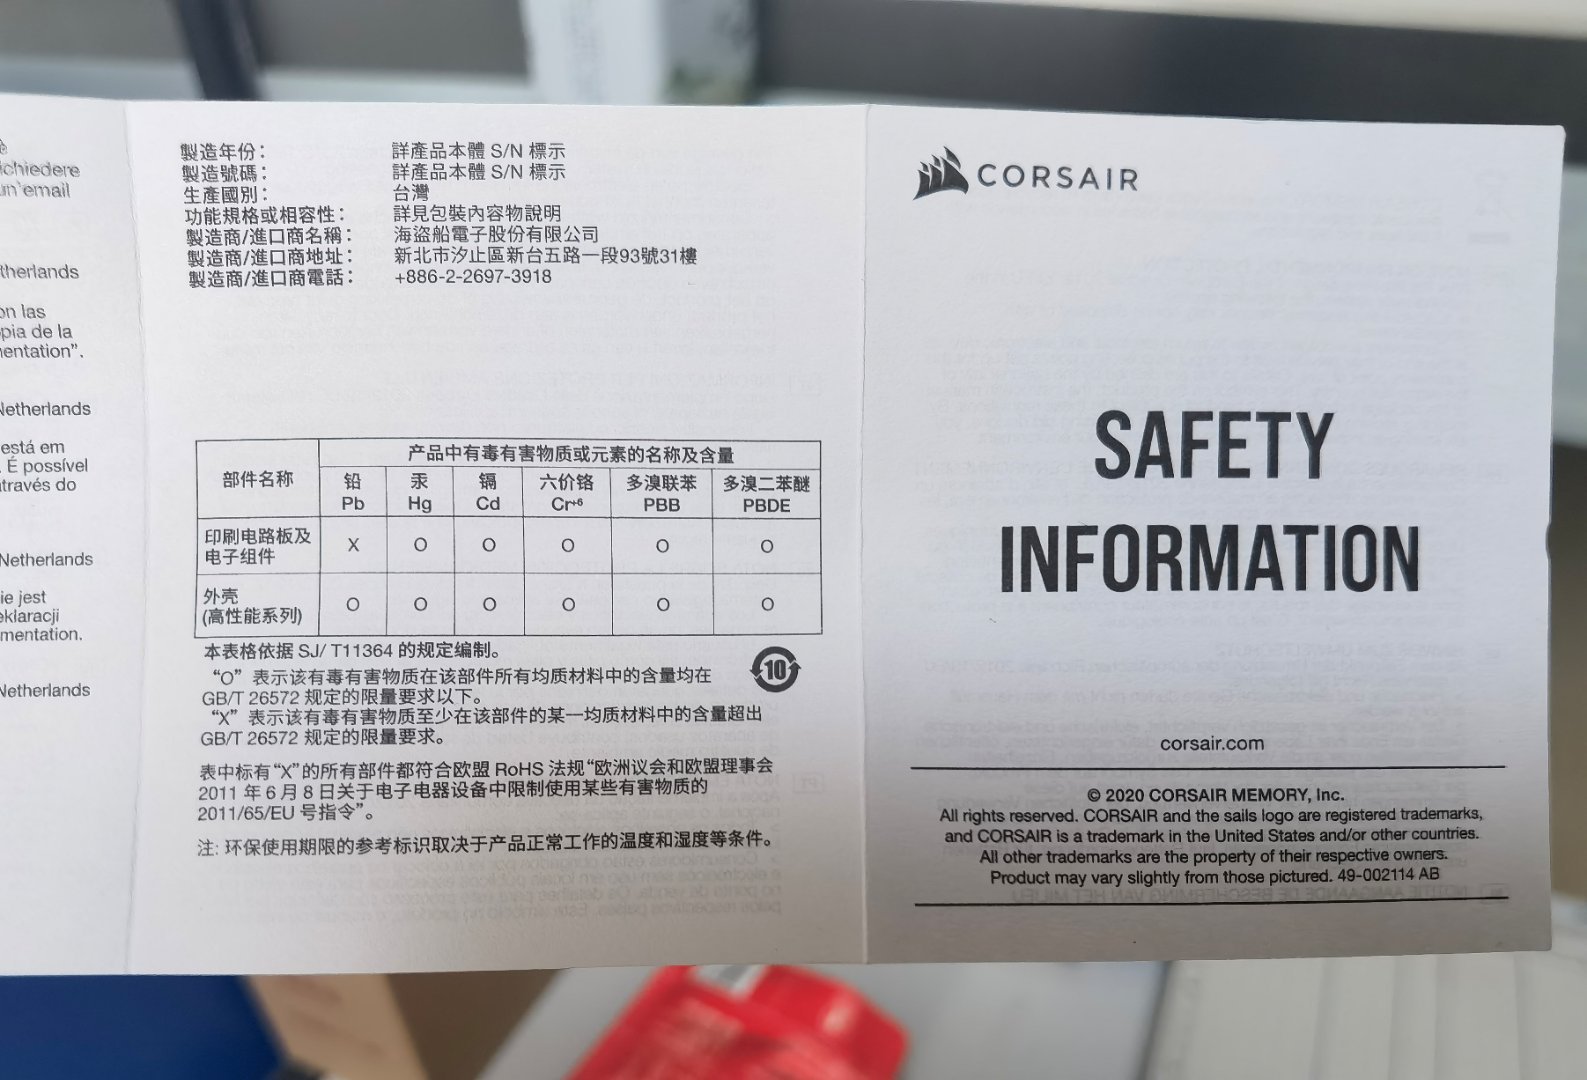 ichiedere
un'email
therlands
on las
pia de la
nentation".
Netherlands
está em
. É possível
através do
Netherlands
ie jest
eklaracji
mentation.
Netherlands
製造年份： 詳產品本體 S/N 標示
製造號碼： 詳產品本體 S/N 標示
生產國別： 台灣
功能規格或相容性： 詳見包裝內容物說明
製造商/進口商名稱： 海盜船電子股份有限公司
製造商/進口商地址： 新北市汐止區新台五路一段93號31樓
製造商/進口商電話： +886-2-2697-3918
部件名称 产品中有毒有害物质或元素的名称及含量
铅 汞 镉 六价铬 多溴联苯 多溴二苯醚
Pb Hg Cd Cr+6 PBB PBDE
印刷电路板及
电子组件 X O O O O O
外壳
(高性能系列) O O O O O O
本表格依据 SJ/ T11364 的规定编制。
“O” 表示该有毒有害物质在该部件所有均质材料中的含量均在
GB/T 26572 规定的限量要求以下。
“X” 表示该有毒有害物质至少在该部件的某一均质材料中的含量超出
GB/T 26572 规定的限量要求。
10
表中标有“X”的所有部件都符合欧盟 RoHS 法规“欧洲议会和欧盟理事会
2011 年 6 月 8 日关于电子电器设备中限制使用某些有害物质的
2011/65/EU 号指令”。
注: 环保使用期限的参考标识取决于产品正常工作的温度和湿度等条件。
CORSAIR
SAFETY
INFORMATION
corsair.com
© 2020 CORSAIR MEMORY, Inc.
All rights reserved. CORSAIR and the sails logo are registered trademarks,
and CORSAIR is a trademark in the United States and/or other countries.
All other trademarks are the property of their respective owners.
Product may vary slightly from those pictured. 49-002114 AB